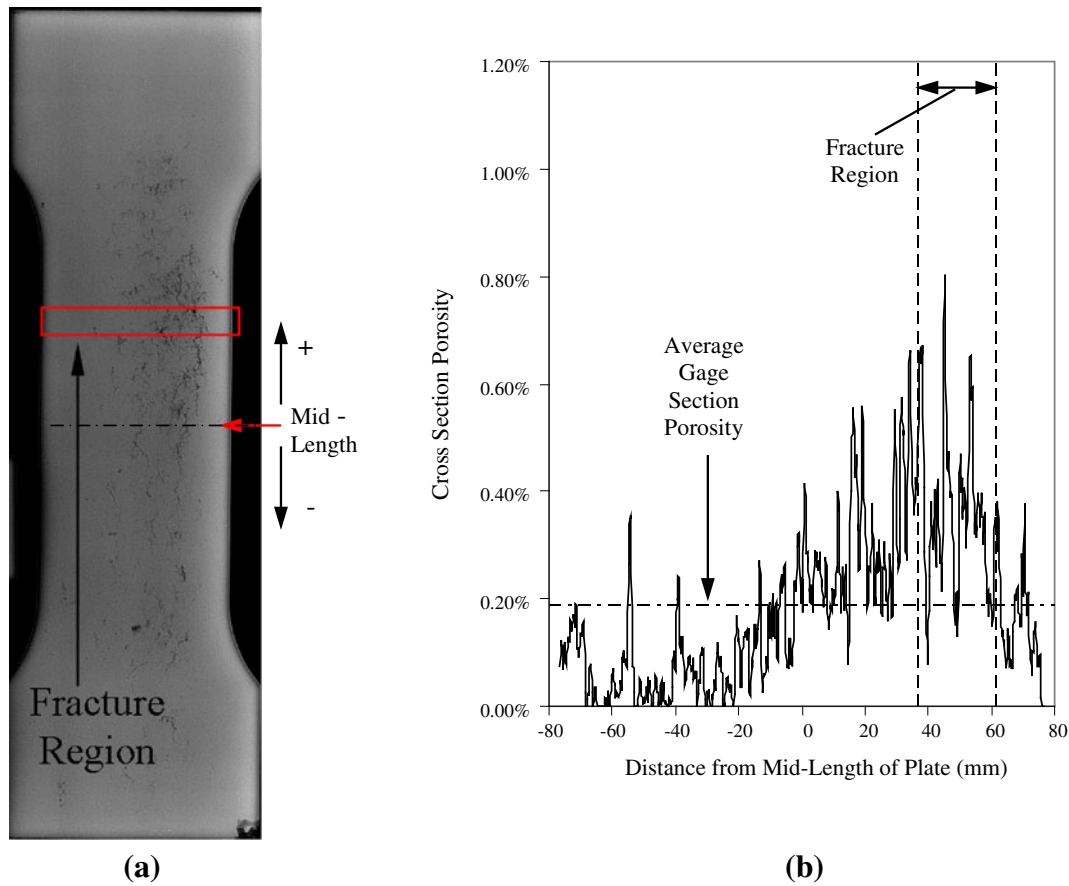 +
Mid -
Length
-
Fracture
Region
(a)
1.20%
1.00%
0.80%
0.60%
0.40%
0.20%
0.00%
Cross Section Porosity
Fracture
Region
Average
Gage
Section
Porosity
-80 -60 -40 -20 0 20 40 60 80
Distance from Mid-Length of Plate (mm)
(b)